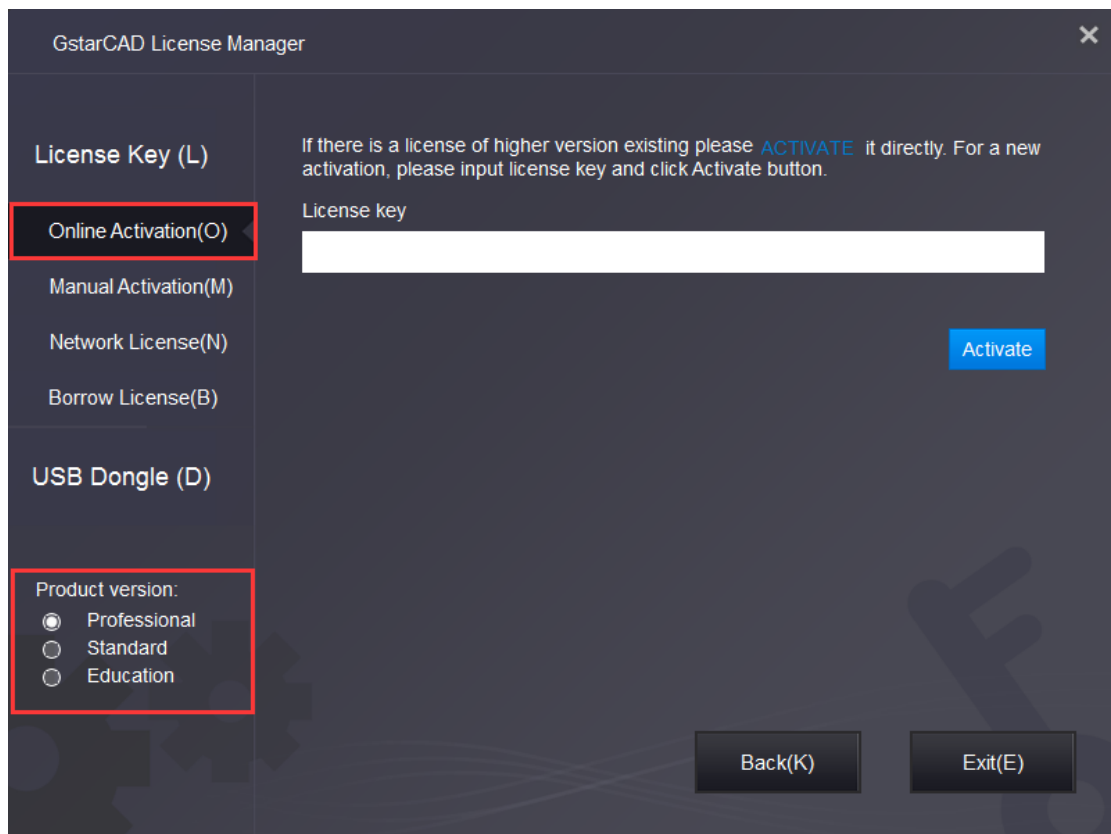 GstarCAD License Manager
License Key (L)
Online Activation(O)
Manual Activation(M)
Network License(N)
Borrow License(B)
USB Dongle (D)
Product version:
Professional
Standard
Education
If there is a license of higher version existing please ACTIVATE it directly. For a new
activation, please input license key and click Activate button.
License key
Activate
Back(K)
Exit(E)